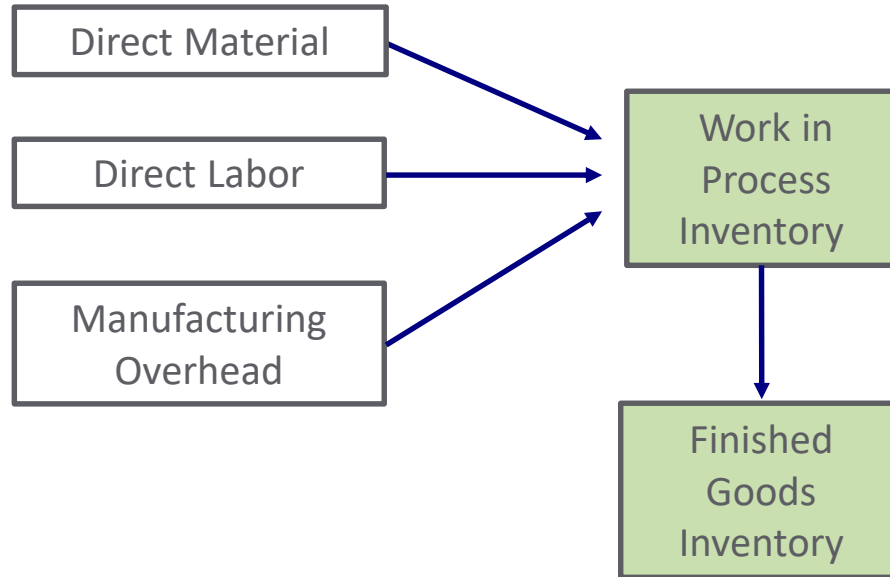 Direct Material
Direct Labor
Manufacturing
Overhead
Work in
Process
Inventory
Finished
Goods
Inventory